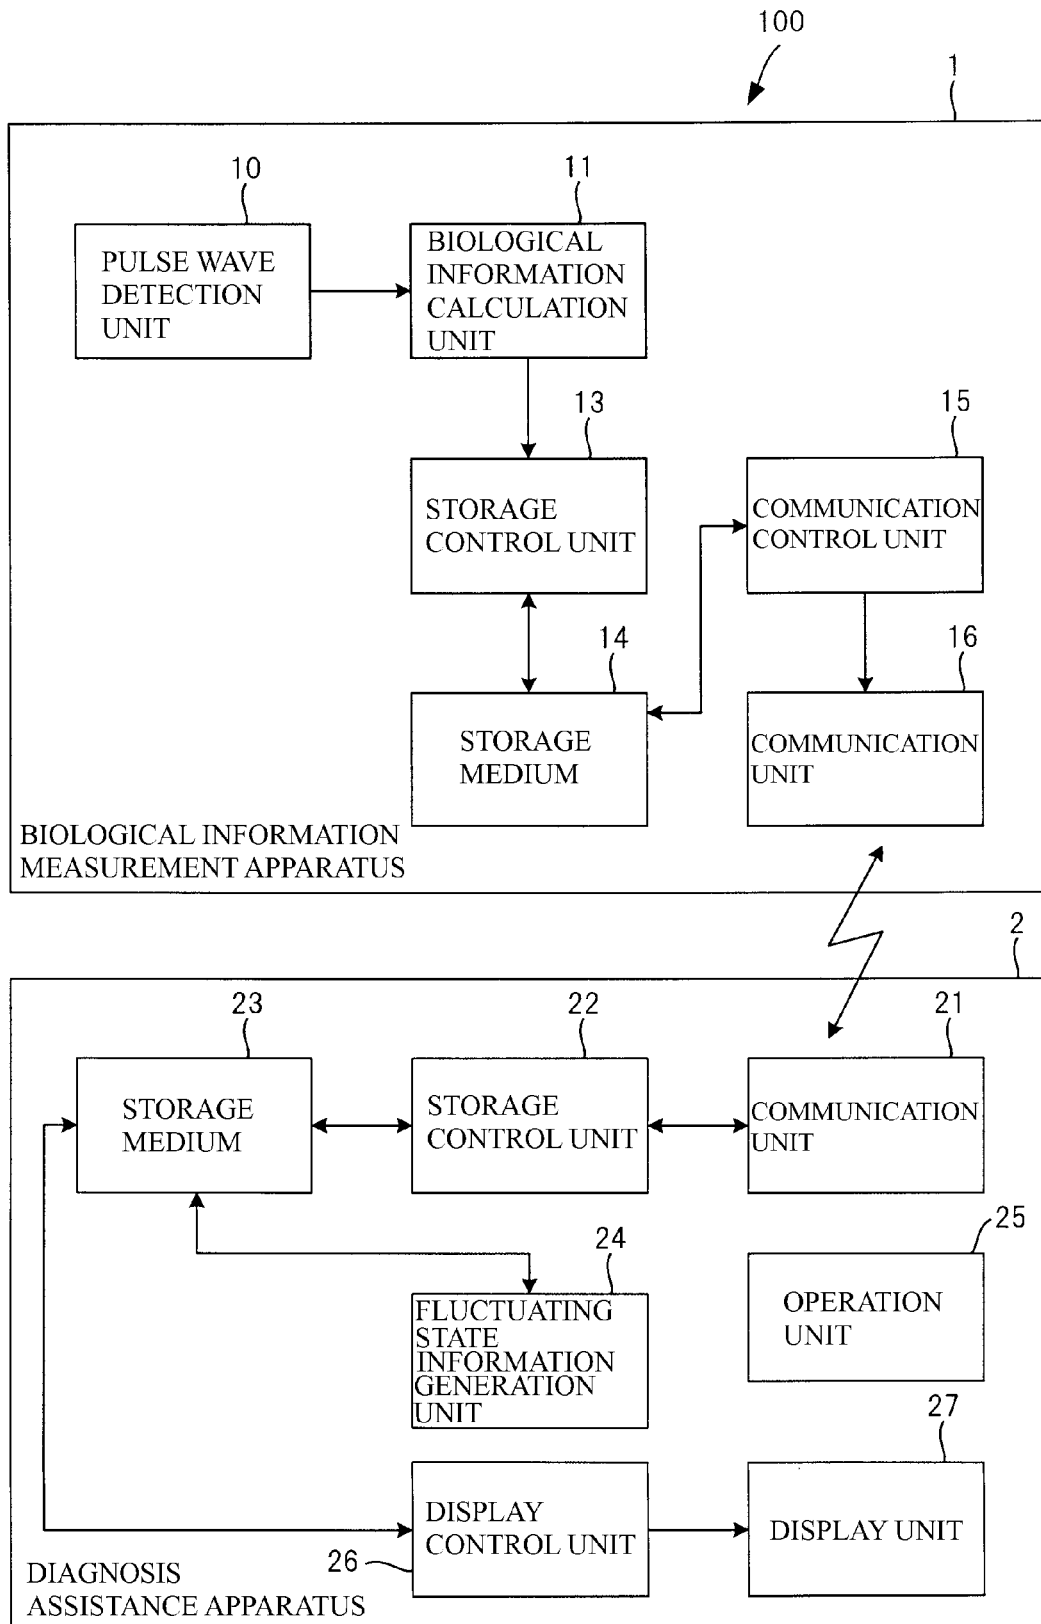 100
1
10
11
PULSE WAVE
DETECTION
UNIT
BIOLOGICAL
INFORMATION
CALCULATION
UNIT
13
15
STORAGE
CONTROL UNIT
COMMUNICATION
CONTROL UNIT
14
16
STORAGE
MEDIUM
COMMUNICATION
UNIT
BIOLOGICAL INFORMATION
MEASUREMENT APPARATUS
2
23
22
21
STORAGE
MEDIUM
STORAGE
CONTROL UNIT
COMMUNICATION
UNIT
24
25
FLUCTUATING
STATE
INFORMATION
GENERATION
UNIT
OPERATION
UNIT
27
DISPLAY
CONTROL UNIT
26
DISPLAY UNIT
DIAGNOSIS
ASSISTANCE APPARATUS